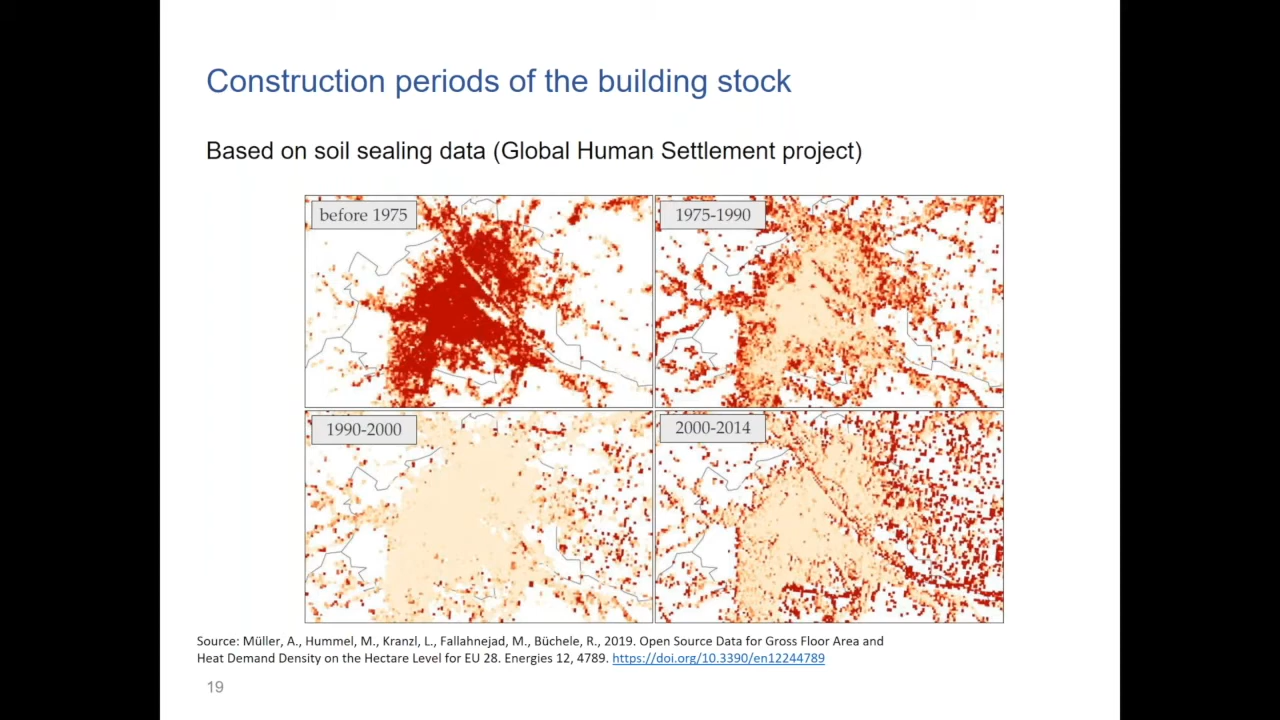 Construction periods of the building stock
Based on soil sealing data (Global Human Settlement project)
before 1975
1975-1990
1990-2000
2000-2014
Source: Müller, A., Hummel, M., Kranzl, L., Fallahnejad, M., Büchele, R., 2019. Open Source Data for Gross Floor Area and
Heat Demand Density on the Hectare Level for EU 28. Energies 12, 4789. https://doi.org/10.3390/en12244789
19